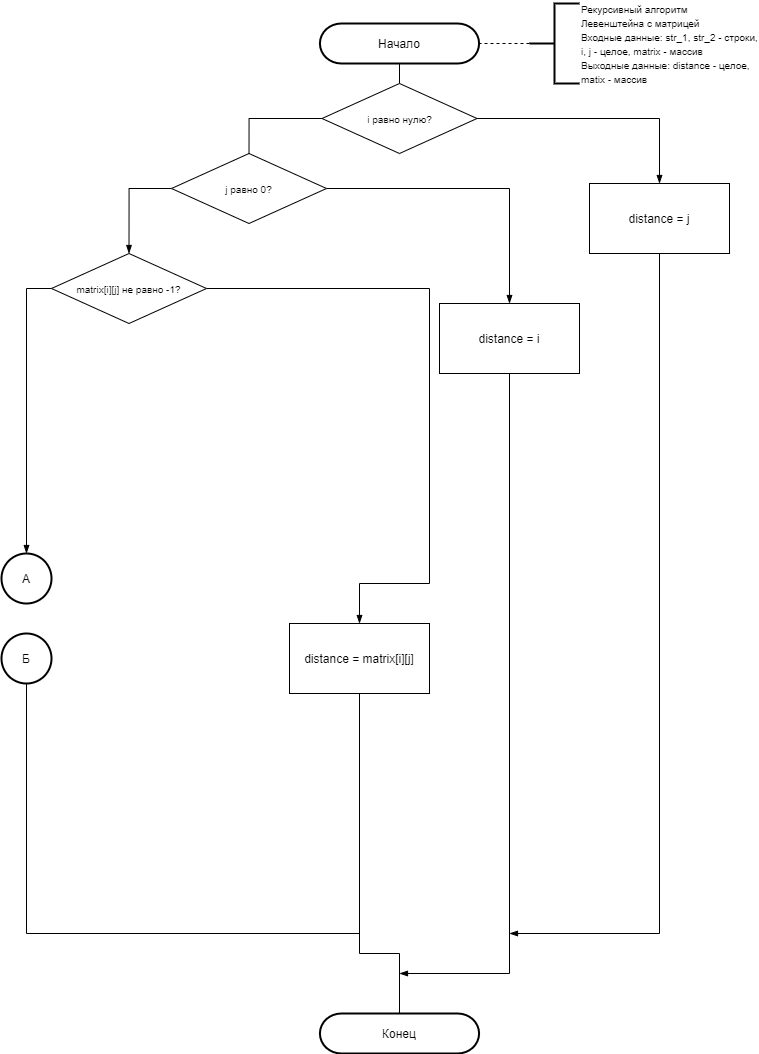 Начало
Рекурсивный алгоритм
Левенштейна с матрицей
Входные данные: str_1, str_2 - строки,
i, j - целое, matrix - массив
Выходные данные: distance - целое,
matix - массив
i равно нулю?
j равно 0?
distance = j
matrix[i][j] не равно -1?
distance = i
А
Б
distance = matrix[i][j]
Конец